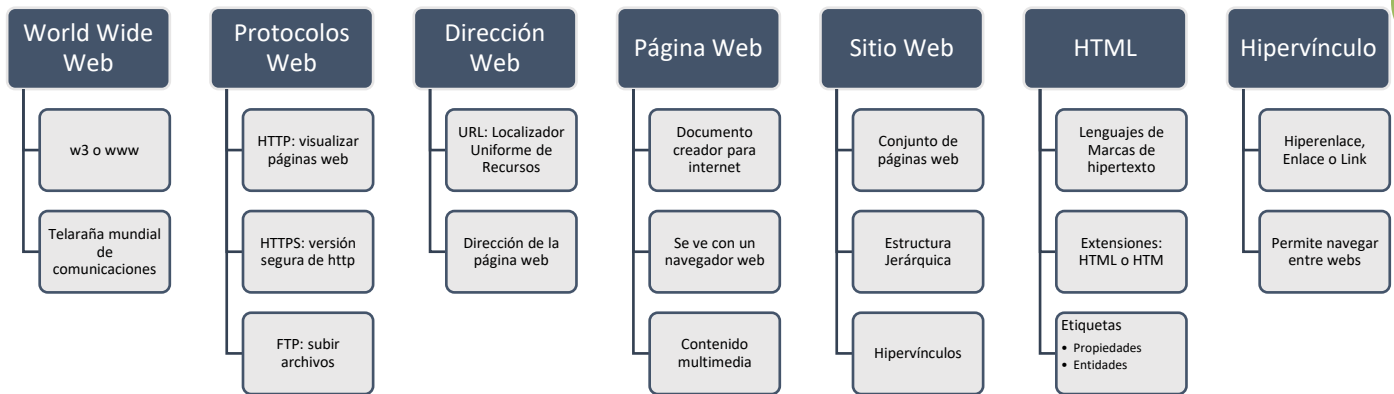 World Wide
Web
w3 o www
Telaraña mundial
de
comunicaciones
Protocolos
Web
HTTP: visualizar
páginas web
HTTPS: versión
segura de http
FTP: subir
archivos
Dirección
Web
URL: Localizador
Uniforme de
Recursos
Dirección de la
página web
Página Web
Documento
creador para
internet
Se ve con un
navegador web
Contenido
multimedia
Sitio Web
Conjunto de
páginas web
Estructura
Jerárquica
Hipervínculos
HTML
Lenguajes de
Marcas de
hipertexto
Extensiones:
HTML o HTM
Etiquetas
• Propiedades
• Entidades
Hipervínculo
Hiperenlace,
Enlace o Link
Permite navegar
entre webs